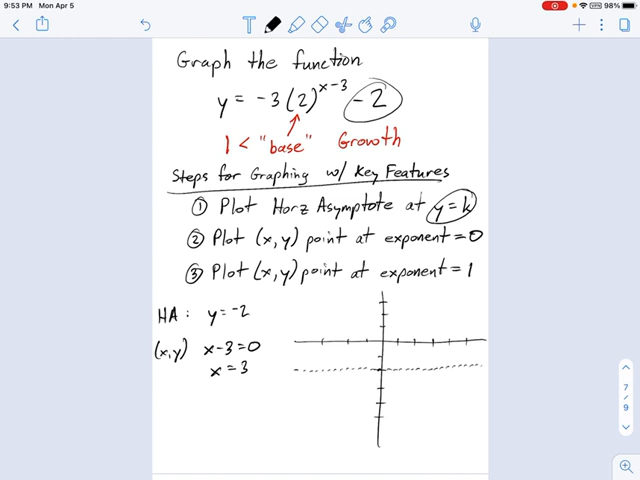 9:53 PM Mon Apr 5
98%
Graph the function
y = -3(2)^x-3 -2
1 < "base" Growth
Steps for Graphing w/ Key Features
① Plot Horz Asymptote at y=k
② Plot (x,y) point at exponent = 0
③ Plot (x,y) point at exponent = 1
HA: y = -2
(x,y) x-3=0
x = 3
7
/
9